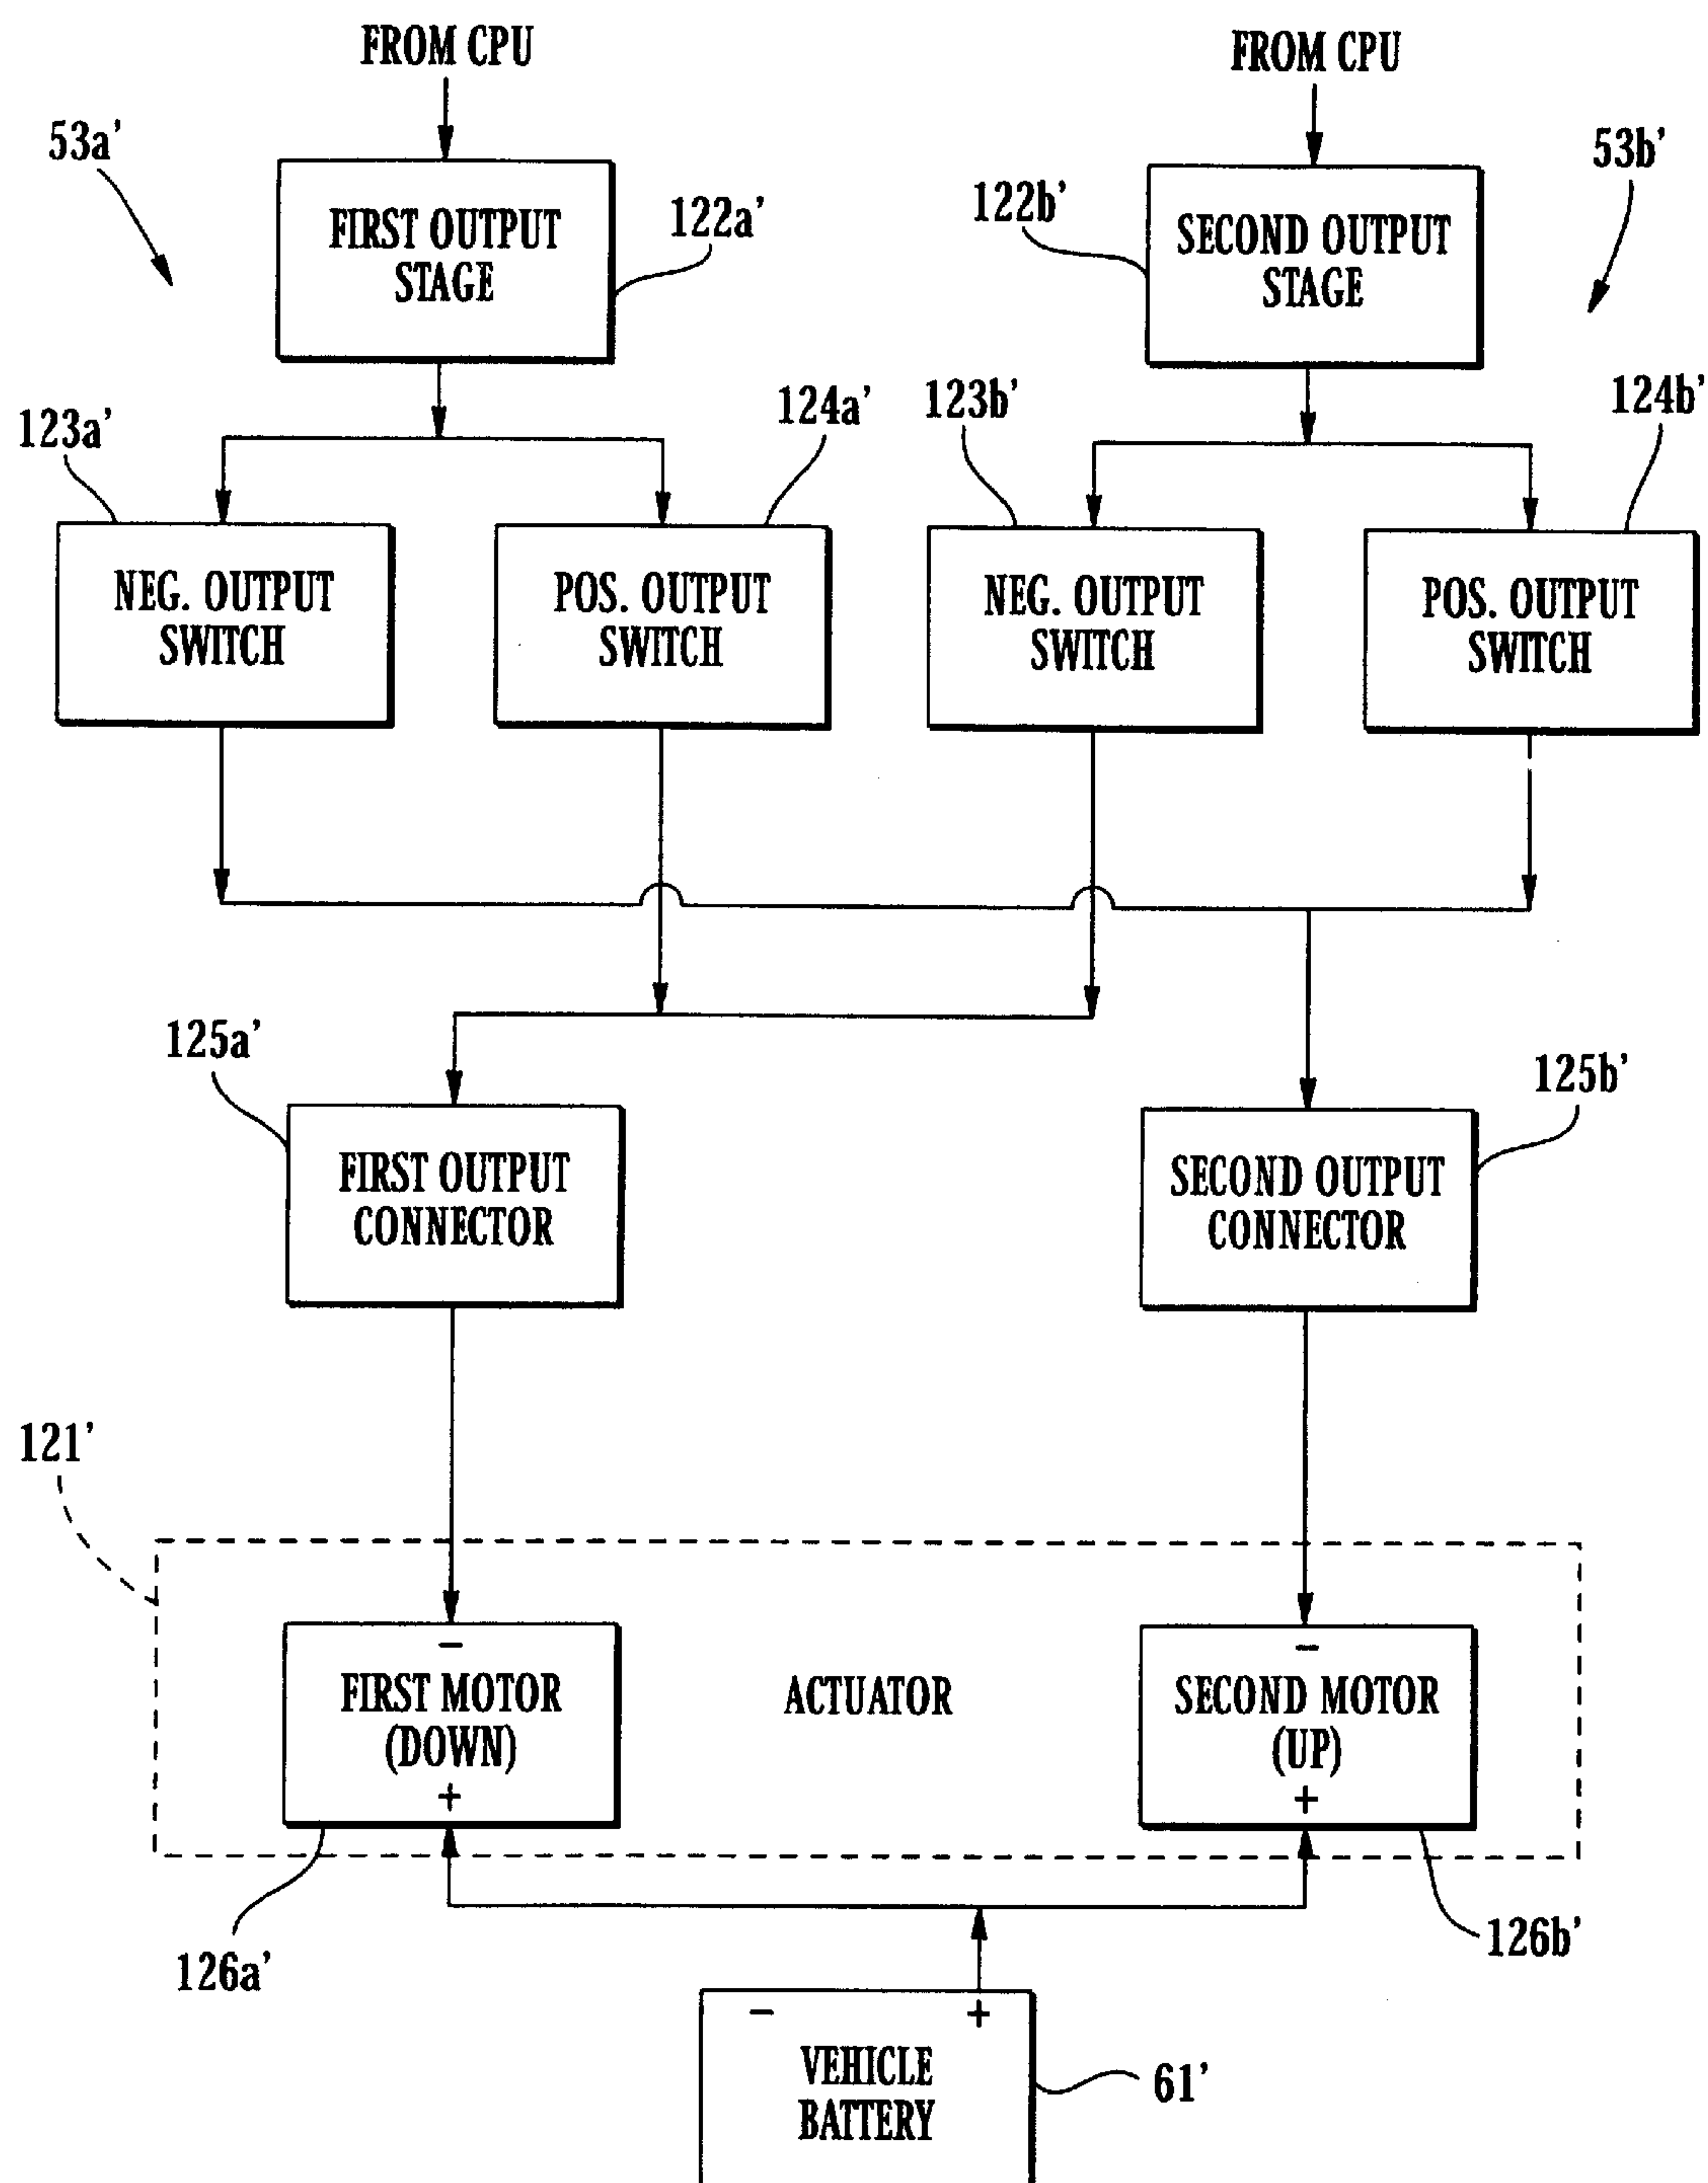 FROM CPU
FROM CPU
53a'
53b'
FIRST OUTPUT
STAGE
122a'
122b'
SECOND OUTPUT
STAGE
123a'
124a'
123b'
124b'
NEG. OUTPUT
SWITCH
POS. OUTPUT
SWITCH
NEG. OUTPUT
SWITCH
POS. OUTPUT
SWITCH
125a'
125b'
FIRST OUTPUT
CONNECTOR
SECOND OUTPUT
CONNECTOR
121'
−
FIRST MOTOR
(DOWN)
+
ACTUATOR
−
SECOND MOTOR
(UP)
+
126a'
126b'
− +
VEHICLE
BATTERY
61'